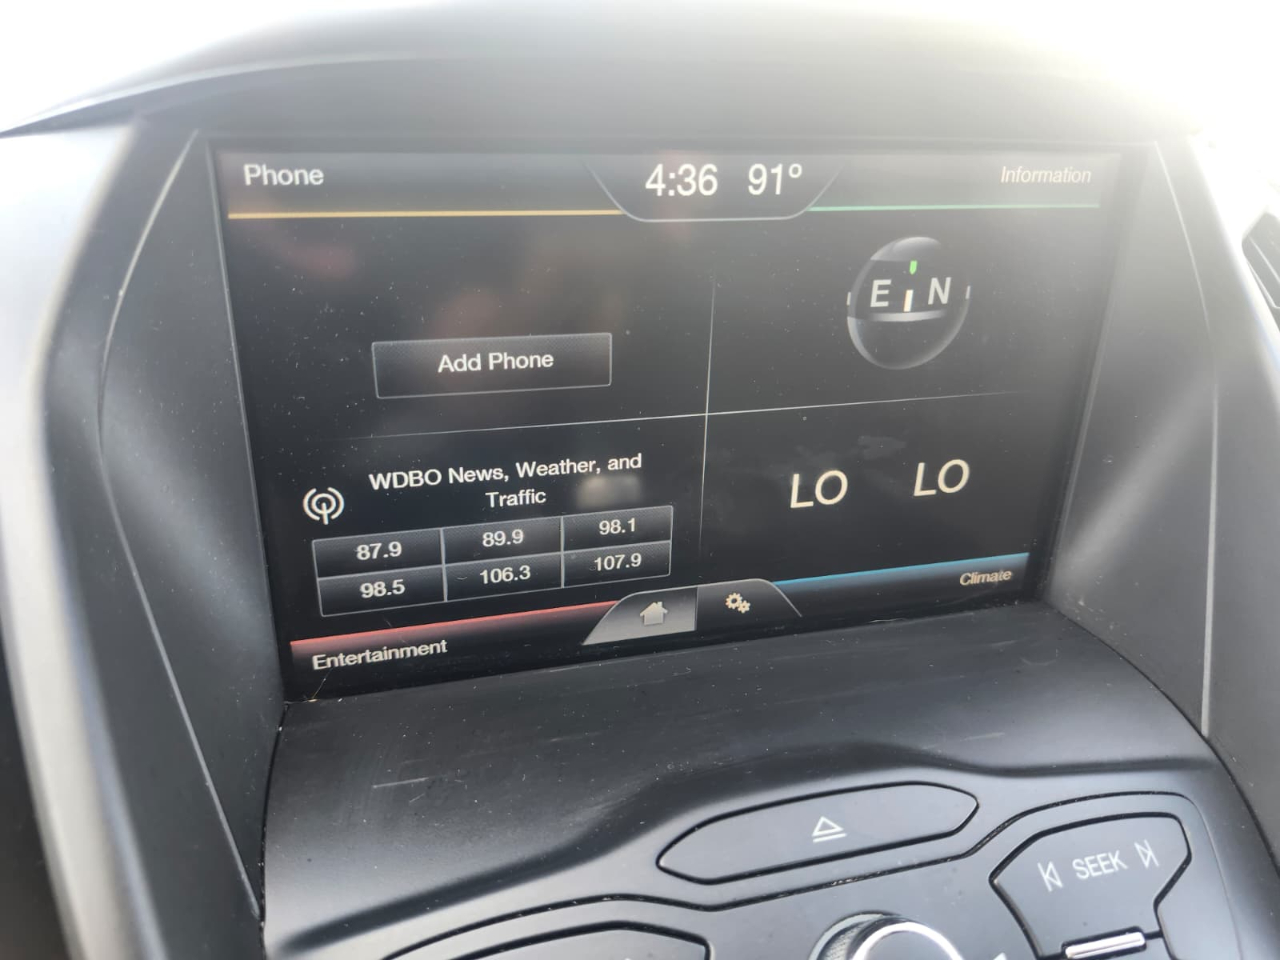 Phone
4:36 91°
Information
E N
Add Phone
WDBO News, Weather, and
Traffic
87.9 89.9 98.1
98.5 106.3 107.9
LO LO
Climate
Entertainment
SEEK